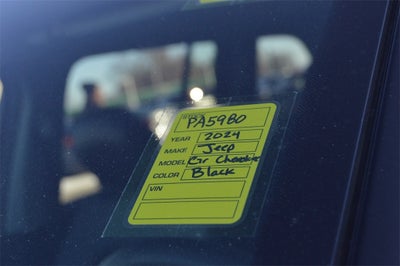 PA5980
YEAR 2024
MAKE Jeep
MODEL Gr Cherokee
COLOR Black
VIN